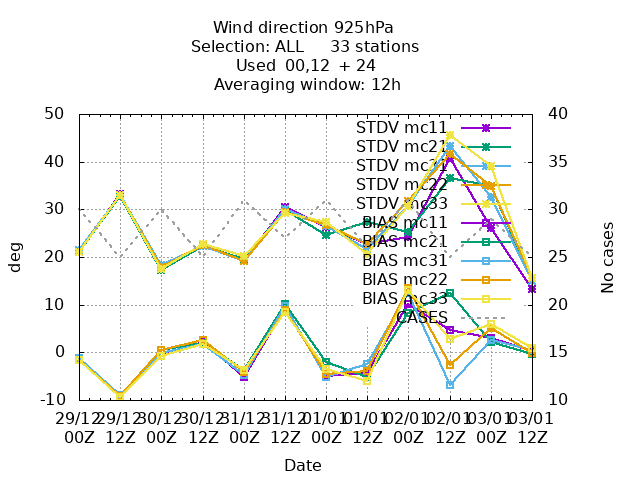 Wind direction 925hPa
Selection: ALL 33 stations
Used 00,12 + 24
Averaging window: 12h
50
40
30
20
10
0
-10
deg
40
35
30
25
20
15
10
No cases
STDV mc11
STDV mc21
STDV mc31
STDV mc22
STDV mc33
BIAS mc11
BIAS mc21
BIAS mc31
BIAS mc22
BIAS mc33
CASES
29/12 29/12 30/12 30/12 31/12 31/12 01/01 01/01 02/01 02/01 03/01 03/01
00Z 12Z 00Z 12Z 00Z 12Z 00Z 12Z 00Z 12Z 00Z 12Z
Date